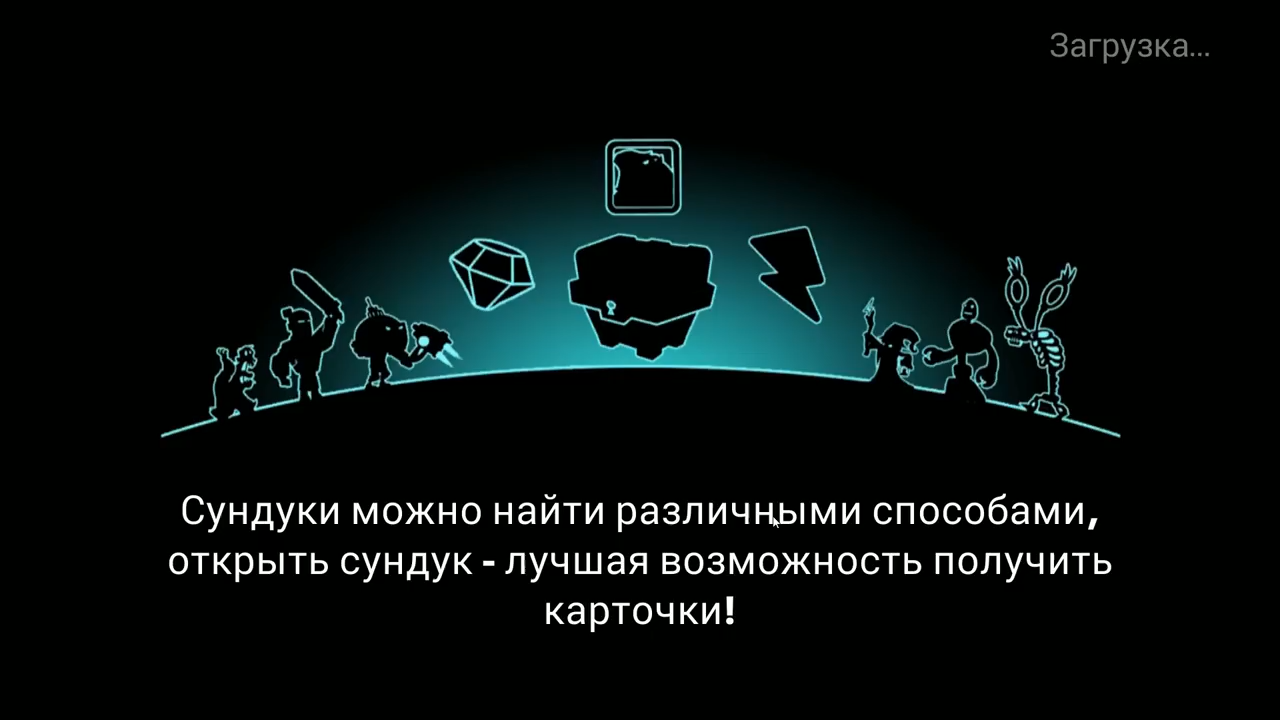 Загрузка...
Сундуки можно найти различными способами,
открыть сундук - лучшая возможность получить
карточки!